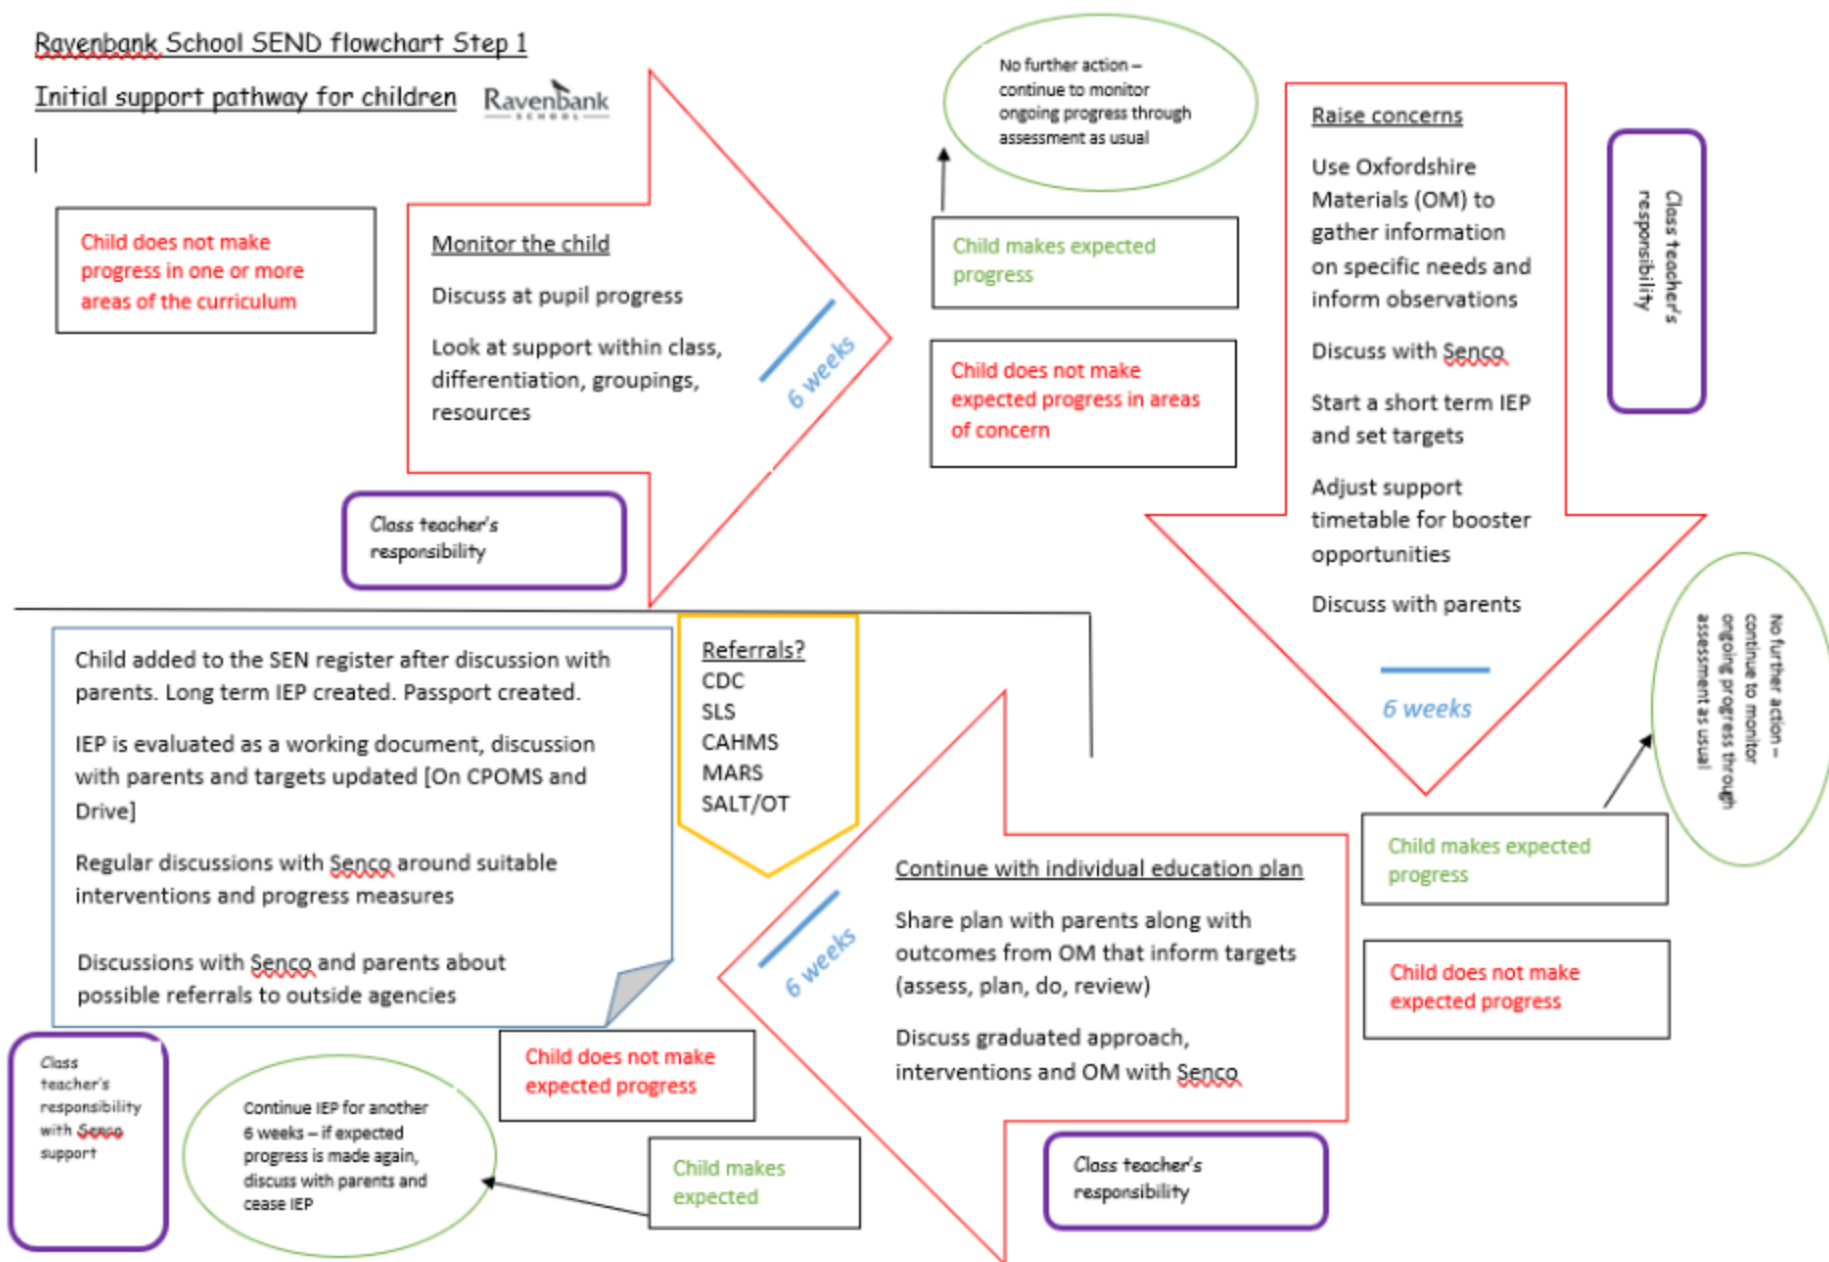 Ravenbank School SEND flowchart Step 1
Initial support pathway for children
Ravenbank
SCHOOL
Child does not make
progress in one or more
areas of the curriculum
Monitor the child
Discuss at pupil progress
Look at support within class,
differentiation, groupings,
resources
6 weeks
Class teacher's
responsibility
No further action –
continue to monitor
ongoing progress through
assessment as usual
Child makes expected
progress
Child does not make
expected progress in areas
of concern
Raise concerns
Use Oxfordshire
Materials (OM) to
gather information
on specific needs and
inform observations
Discuss with Senco
Start a short term IEP
and set targets
Adjust support
timetable for booster
opportunities
Discuss with parents
6 weeks
Class teacher's
responsibility
No further action –
continue to monitor
ongoing progress through
assessment as usual
Child makes expected
progress
Child does not make
expected progress
Continue with individual education plan
Share plan with parents along with
outcomes from OM that inform targets
(assess, plan, do, review)
Discuss graduated approach,
interventions and OM with Senco
6 weeks
Class teacher's
responsibility
Child does not make
expected progress
Child makes
expected
Continue IEP for another
6 weeks – if expected
progress is made again,
discuss with parents and
cease IEP
Referrals?
CDC
SLS
CAHMS
MARS
SALT/OT
Child added to the SEN register after discussion with
parents. Long term IEP created. Passport created.
IEP is evaluated as a working document, discussion
with parents and targets updated [On CPOMS and
Drive]
Regular discussions with Senco around suitable
interventions and progress measures
Discussions with Senco and parents about
possible referrals to outside agencies
Class
teacher's
responsibility
with Senco
support